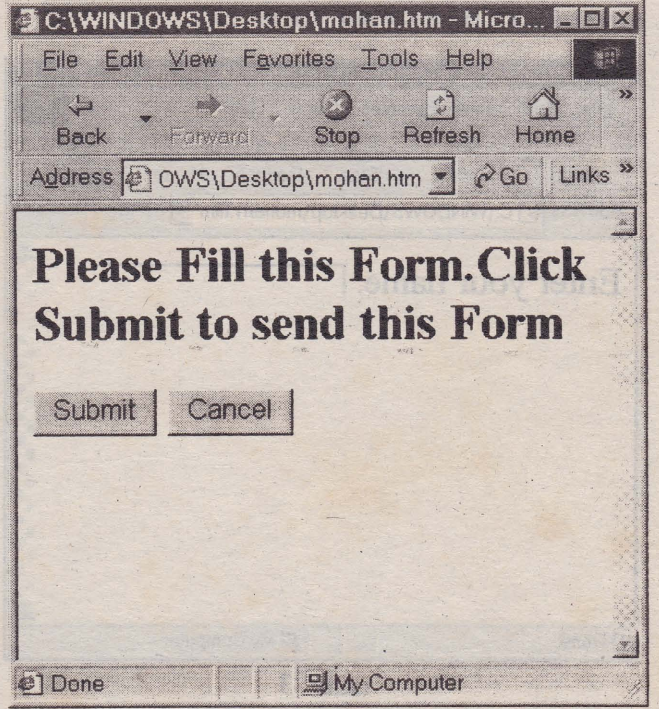 C:\WINDOWS\Desktop\mohan.htm - Micro...
File Edit View Favorites Tools Help
»
Back Forward Stop Refresh Home
Address OWS\Desktop\mohan.htm Go Links »
Please Fill this Form.Click
Submit to send this Form
Submit Cancel
Done My Computer